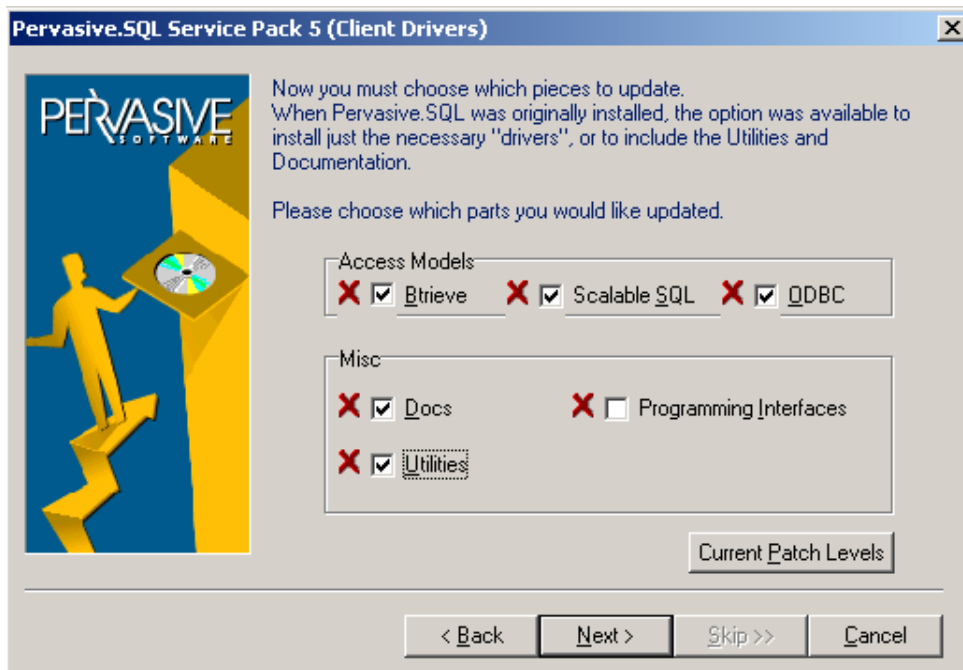 Pervasive.SQL Service Pack 5 (Client Drivers)
PERVASIVE
SOFTWARE
Now you must choose which pieces to update.
When Pervasive.SQL was originally installed, the option was available to
install just the necessary "drivers", or to include the Utilities and
Documentation.
Please choose which parts you would like updated.
Access Models
Btrieve Scalable SQL ODBC
Misc
Docs Programming Interfaces
Utilities
Current Patch Levels
< Back Next > Skip >> Cancel